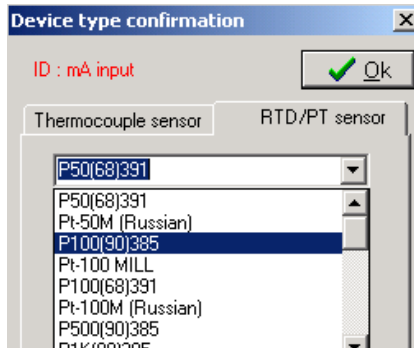 Device type confirmation
ID : mA input
Ok
Thermocouple sensor
RTD/PT sensor
P50(68)391
P50(68)391
Pt-50M (Russian)
P100(90)385
Pt-100 MILL
P100(68)391
Pt-100M (Russian)
P500(90)385